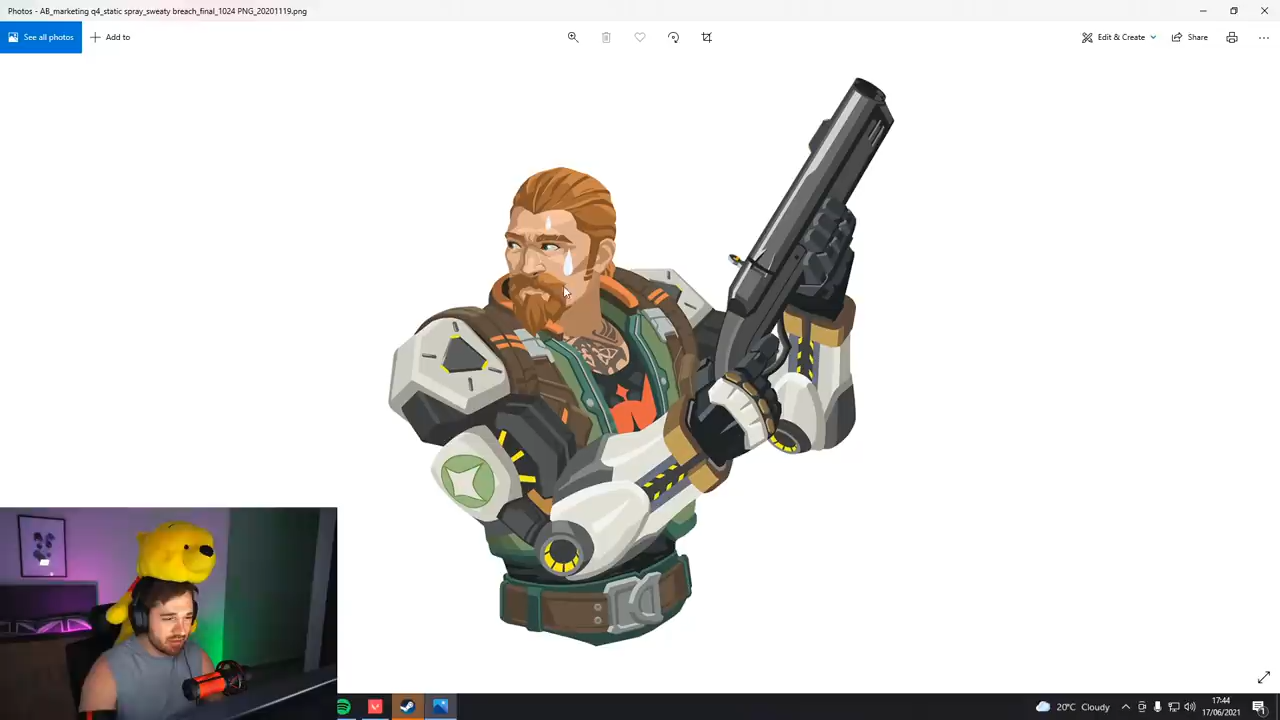 Photos - AB_marketing q4_static spray_sweaty breach_final_1024 PNG_20201119.png
See all photos
Add to
Edit & Create
Share
20°C Cloudy
17:44
17/06/2021